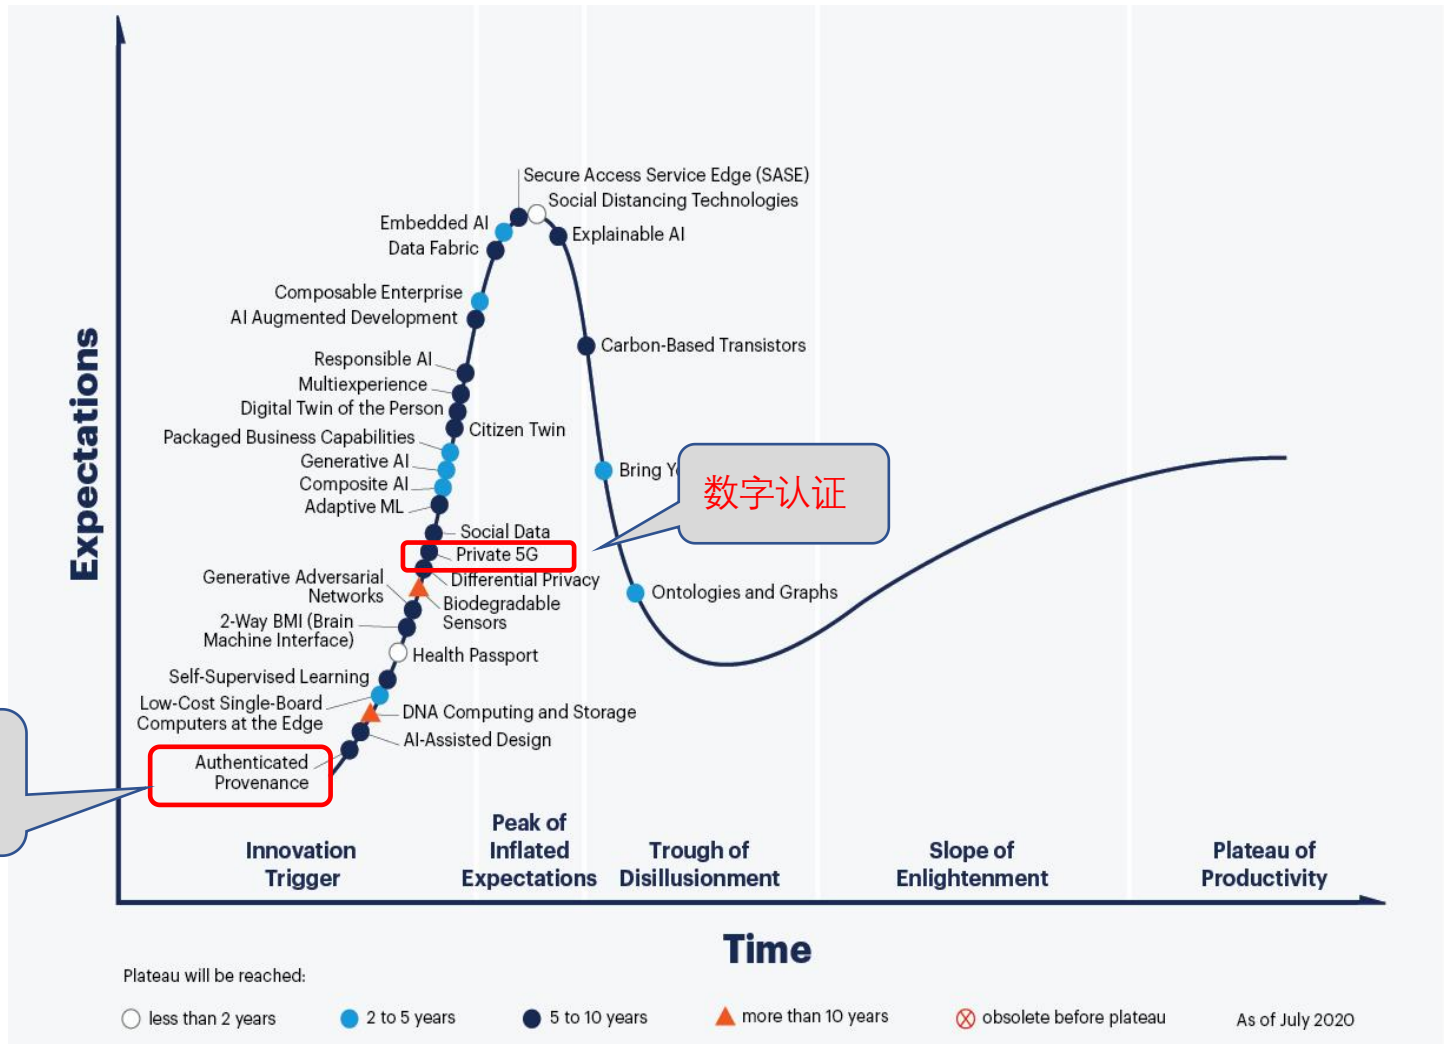 Expectations
Secure Access Service Edge (SASE)
Social Distancing Technologies
Embedded AI
Explainable AI
Data Fabric
Composable Enterprise
AI Augmented Development
Carbon-Based Transistors
Responsible AI
Multiexperience
Digital Twin of the Person
Citizen Twin
Packaged Business Capabilities
Generative AI
Bring
数字认证
Composite AI
Adaptive ML
Social Data
Private 5G
Generative Adversarial
Networks
Differential Privacy
Biodegradable
Sensors
Ontologies and Graphs
2-Way BMI (Brain
Machine Interface)
Health Passport
Self-Supervised Learning
Low-Cost Single-Board
Computers at the Edge
DNA Computing and Storage
AI-Assisted Design
Authenticated
Provenance
Innovation
Trigger
Peak of
Inflated
Expectations
Trough of
Disillusionment
Slope of
Enlightenment
Plateau of
Productivity
Time
Plateau will be reached:
less than 2 years
2 to 5 years
5 to 10 years
more than 10 years
obsolete before plateau
As of July 2020